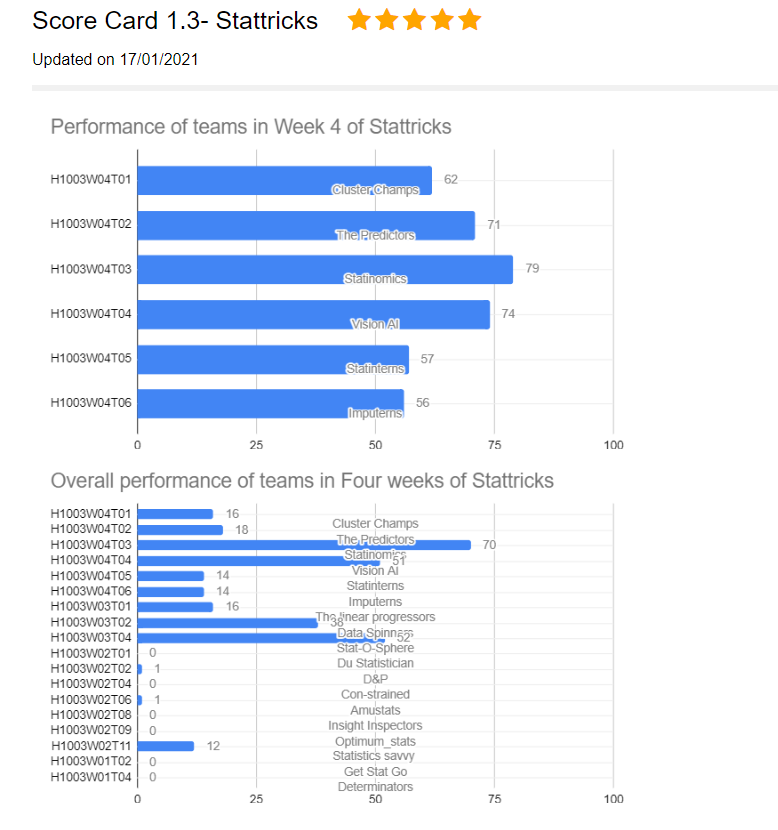 Score Card 1.3- Stattricks
Updated on 17/01/2021
Performance of teams in Week 4 of Stattricks
H1003W04T01 Cluster Champs 62
H1003W04T02 The Predictors 71
H1003W04T03 Statinomics 79
H1003W04T04 Vision AI 74
H1003W04T05 Statinterns 57
H1003W04T06 Imputerns 56
0 25 50 75 100
Overall performance of teams in Four weeks of Stattricks
H1003W04T01 16 Cluster Champs
H1003W04T02 18 The Predictors
H1003W04T03 70 Statinomics
H1003W04T04 51 Vision AI
H1003W04T05 14 Statinterns
H1003W04T06 14 Imputerns
H1003W03T01 16 The linear progressors
H1003W03T02 38 Data Spinners
H1003W03T04 52 Stat-O-Sphere
H1003W02T01 0 Du Statistician
H1003W02T02 1 D&P
H1003W02T04 0 Con-strained
H1003W02T06 1 Amustats
H1003W02T08 0 Insight Inspectors
H1003W02T09 0 Optimum_stats
H1003W02T11 12 Statistics savvy
H1003W01T02 0 Get Stat Go
H1003W01T04 0 Determinators
0 25 50 75 100